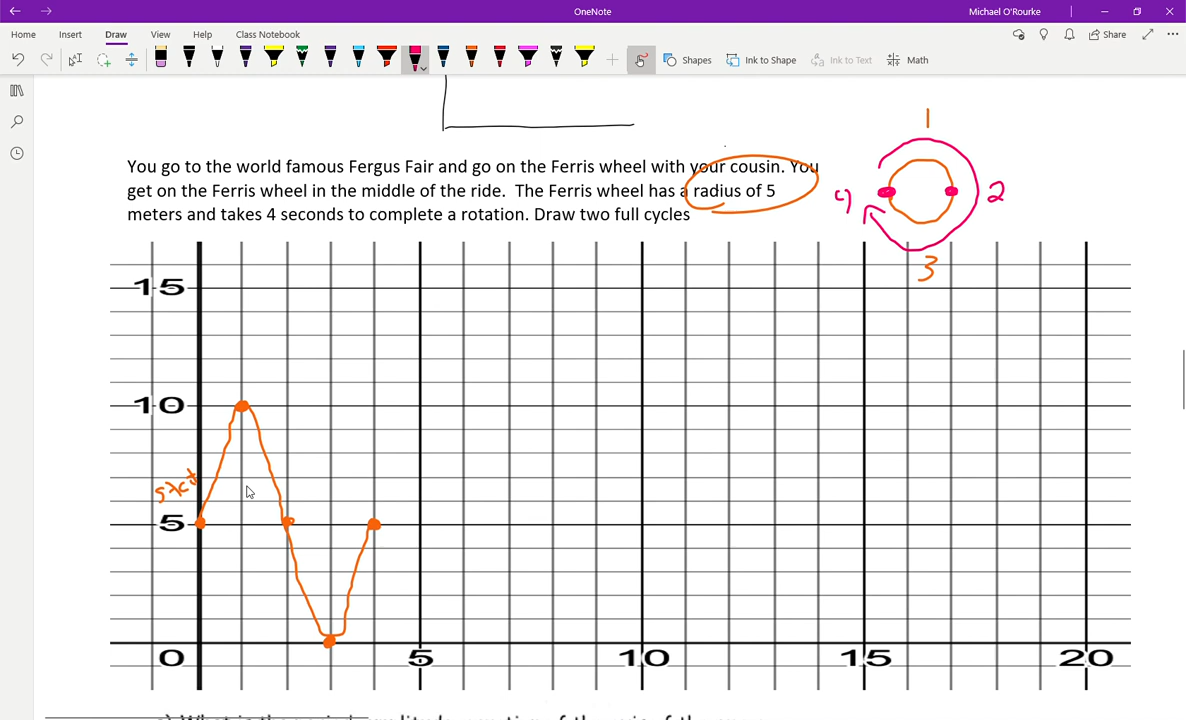 OneNote
Michael O'Rourke
Home Insert Draw View Help Class Notebook
Share
Shapes Ink to Shape Ink to Text Math
You go to the world famous Fergus Fair and go on the Ferris wheel with your cousin. You
get on the Ferris wheel in the middle of the ride. The Ferris wheel has a radius of 5
meters and takes 4 seconds to complete a rotation. Draw two full cycles
1
2
3
4
15
10
5
0 5 10 15 20